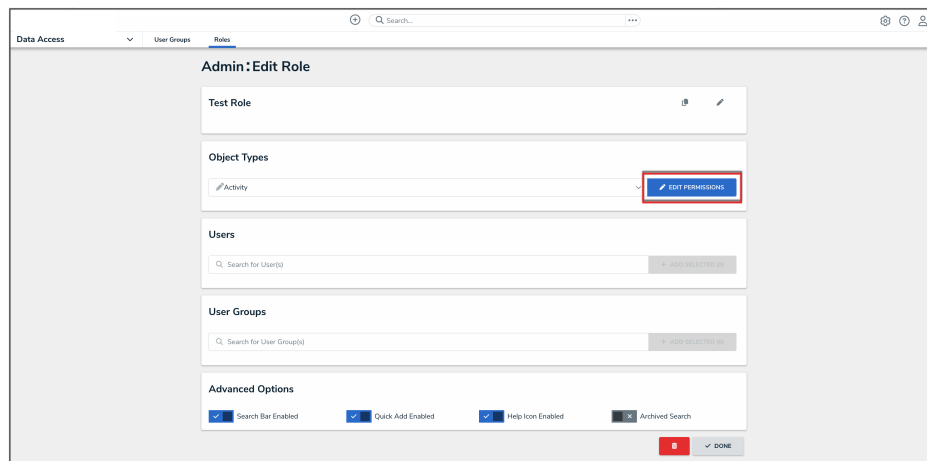 Search...
Data Access
User Groups
Roles
Admin:Edit Role
Test Role
Object Types
Activity
EDIT PERMISSIONS
Users
Search for User(s)
+ ADD SELECTED (0)
User Groups
Search for User Group(s)
+ ADD SELECTED (0)
Advanced Options
Search Bar Enabled
Quick Add Enabled
Help Icon Enabled
Archived Search
DONE